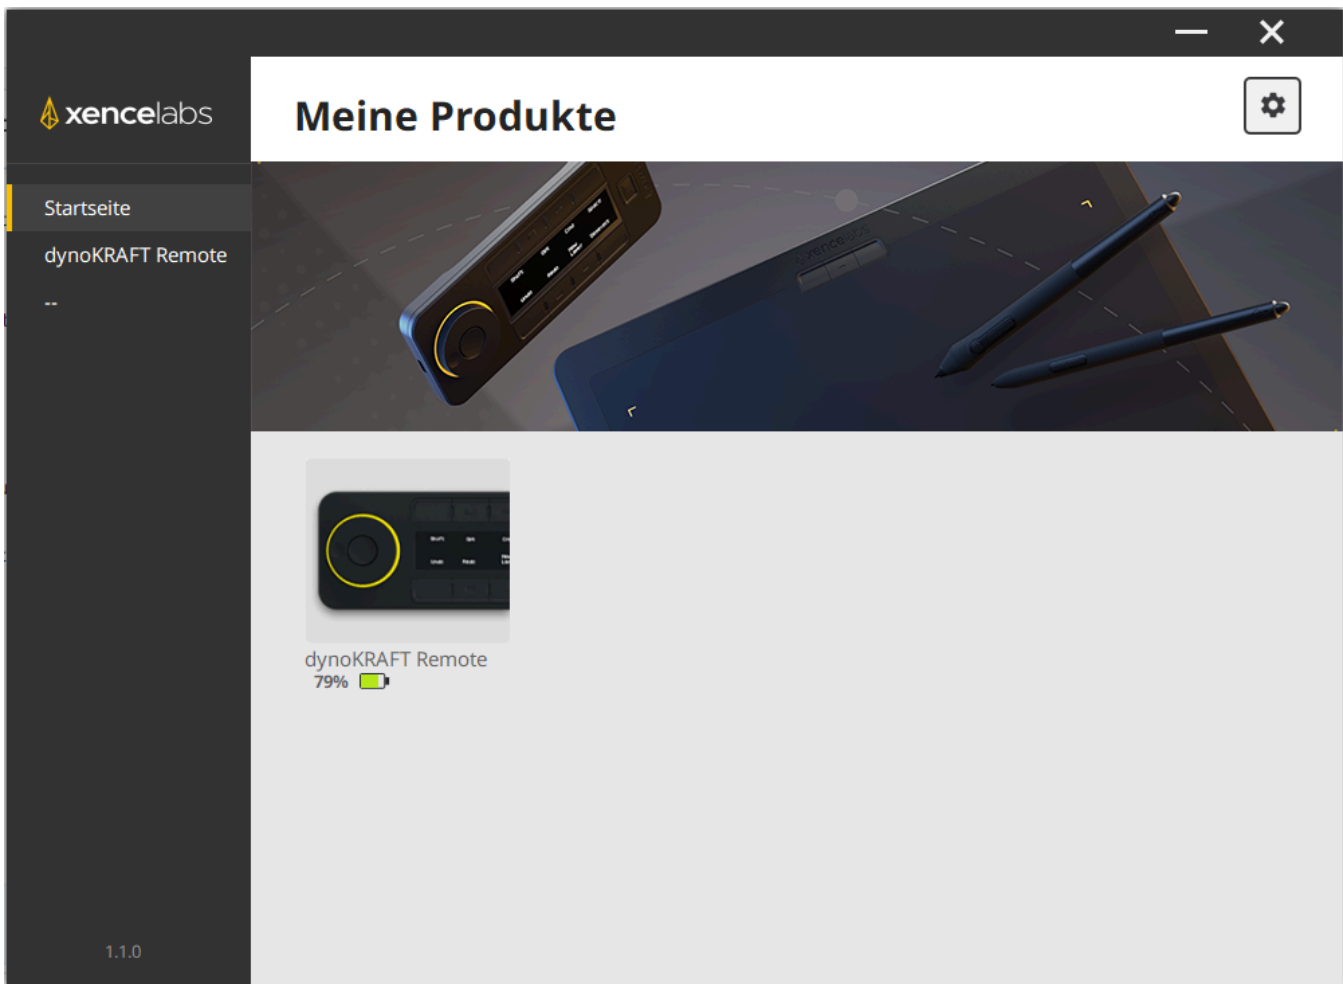 xencelabs
Meine Produkte
Startseite
dynoKRAFT Remote
--
dynoKRAFT Remote
79%
1.1.0